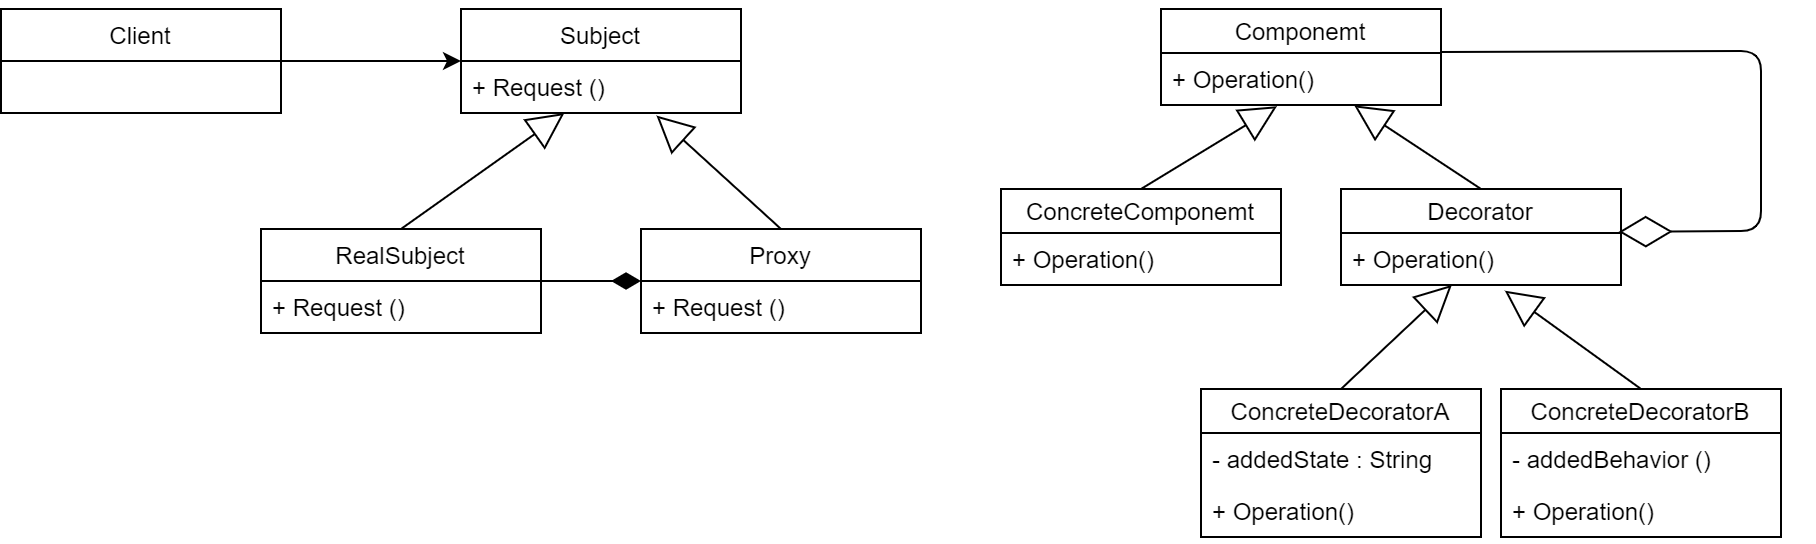 Client
Subject
+ Request ()
RealSubject
+ Request ()
Proxy
+ Request ()
Componemt
+ Operation()
ConcreteComponemt
+ Operation()
Decorator
+ Operation()
ConcreteDecoratorA
- addedState : String
+ Operation()
ConcreteDecoratorB
- addedBehavior ()
+ Operation()